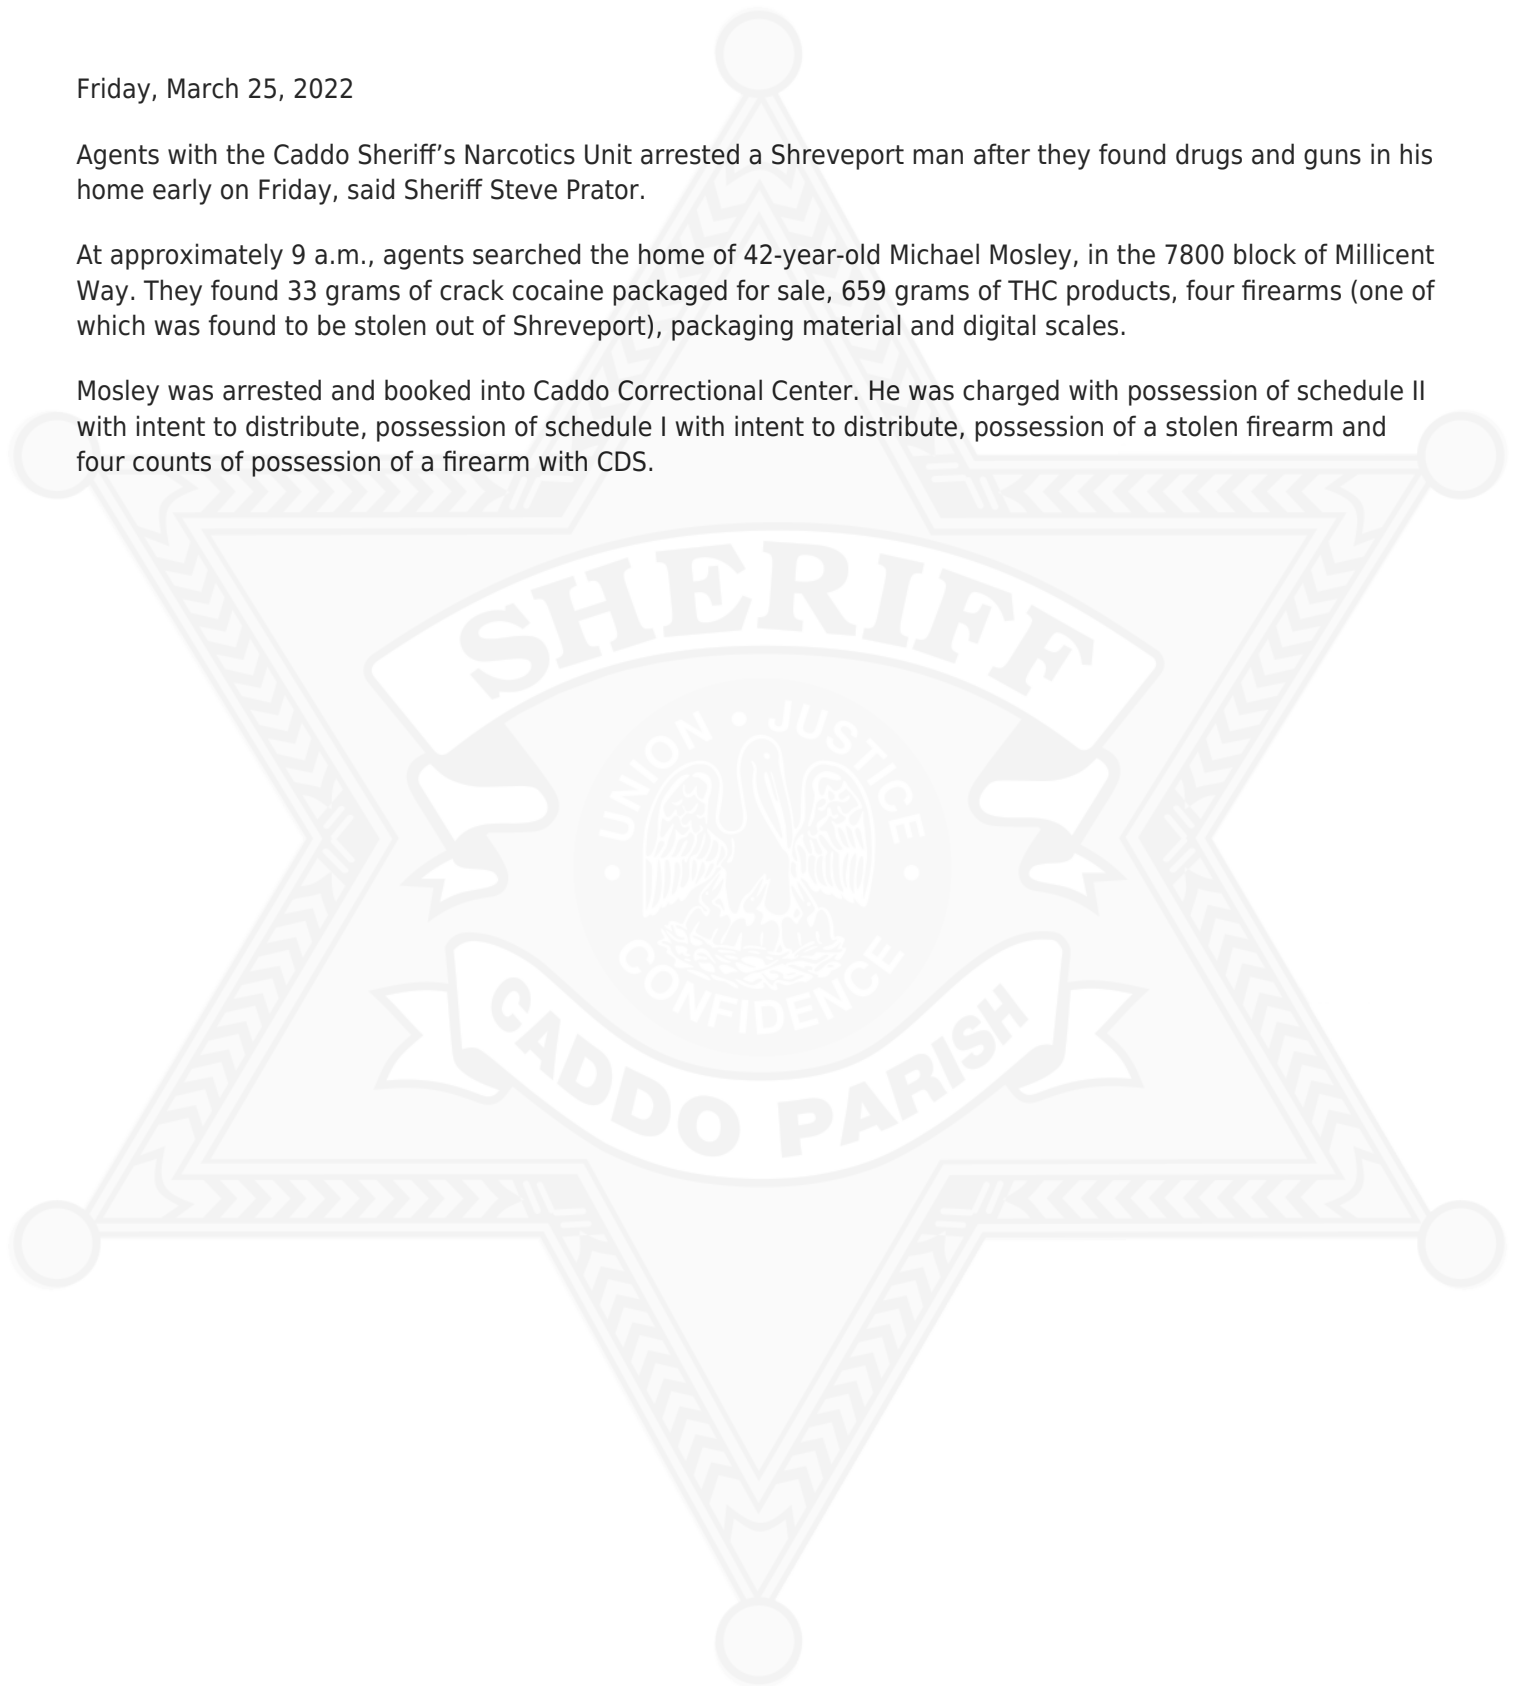 Friday, March 25, 2022
Agents with the Caddo Sheriff’s Narcotics Unit arrested a Shreveport man after they found drugs and guns in his
home early on Friday, said Sheriff Steve Prator.
At approximately 9 a.m., agents searched the home of 42-year-old Michael Mosley, in the 7800 block of Millicent
Way. They found 33 grams of crack cocaine packaged for sale, 659 grams of THC products, four firearms (one of
which was found to be stolen out of Shreveport), packaging material and digital scales.
Mosley was arrested and booked into Caddo Correctional Center. He was charged with possession of schedule II
with intent to distribute, possession of schedule I with intent to distribute, possession of a stolen firearm and
four counts of possession of a firearm with CDS.
SHERIFF
UNION • JUSTICE •
• CONFIDENCE
CADDO PARISH